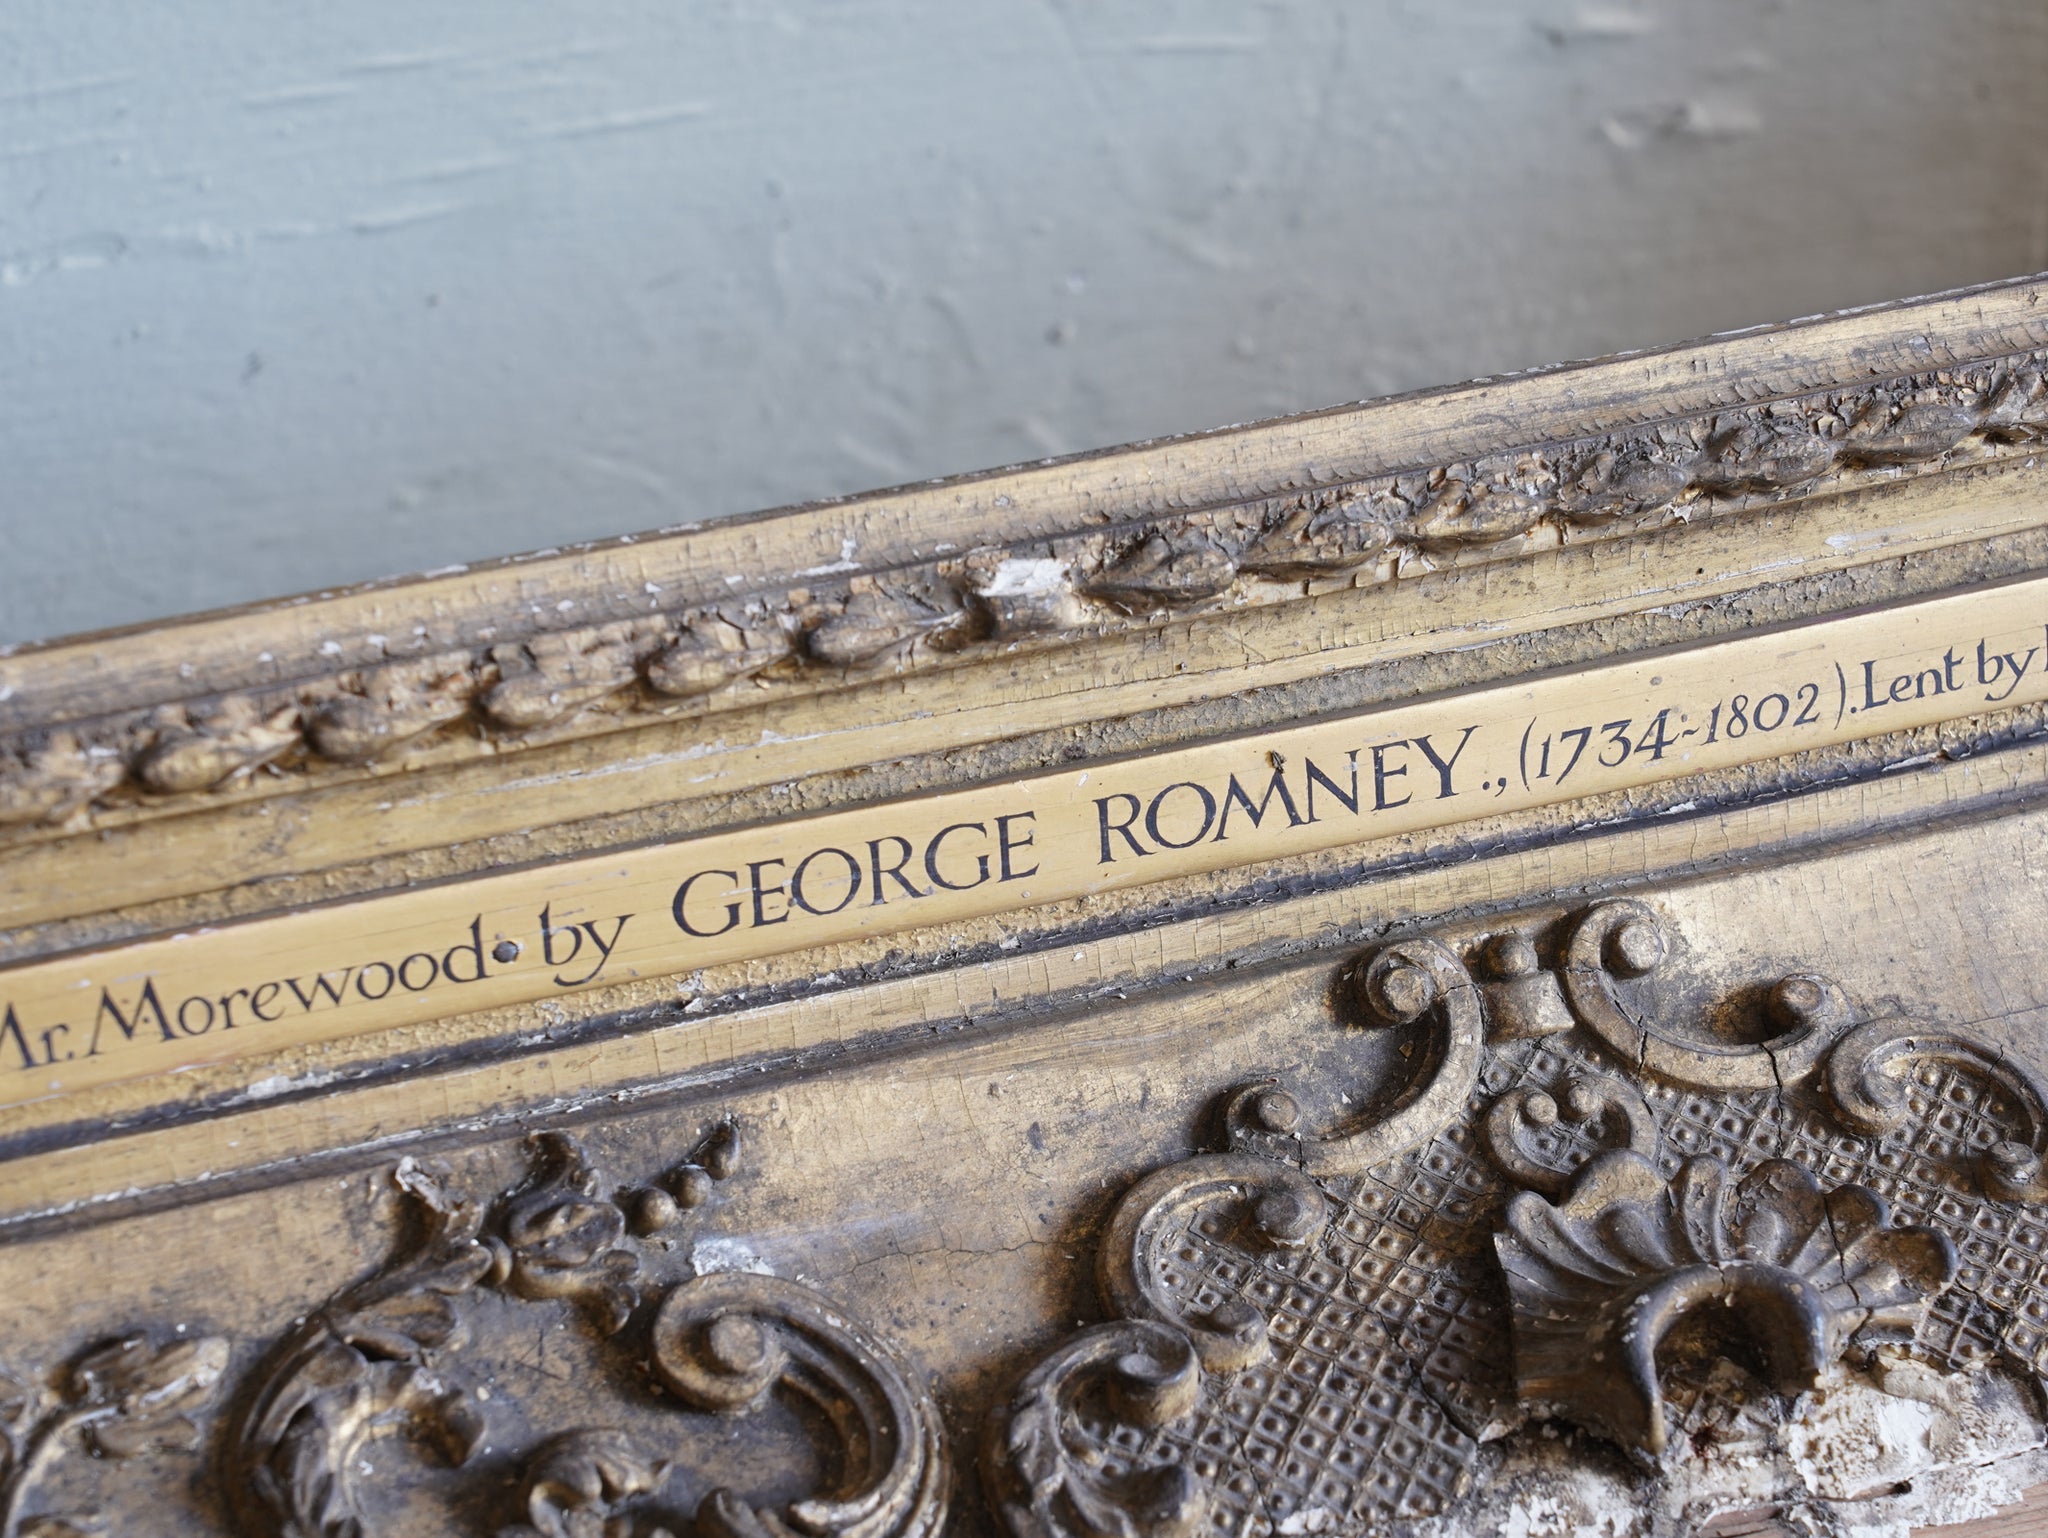 Mr. Morewood • by GEORGE ROMNEY., (1734~1802). Lent by